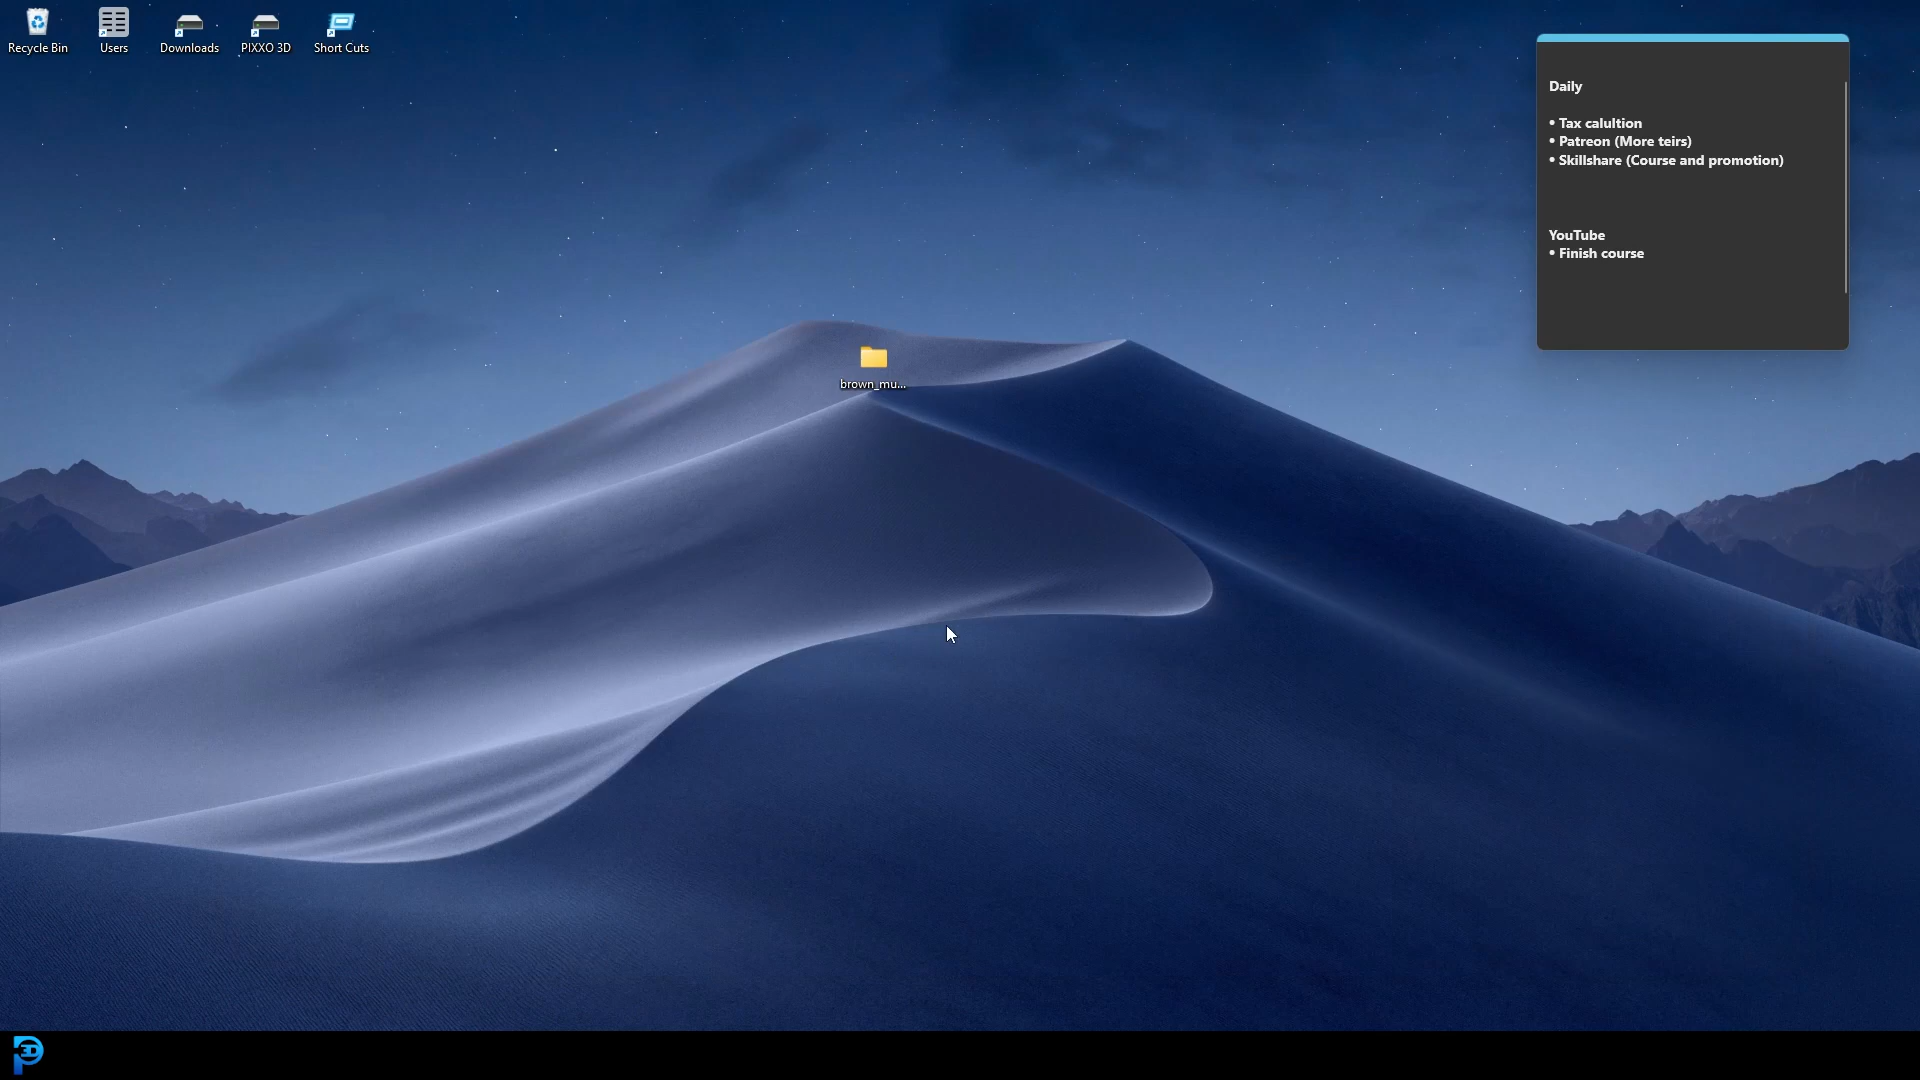 Recycle Bin
Users
Downloads
PIXXO 3D
Short Cuts
Daily
• Tax calultion
• Patreon (More teirs)
• Skillshare (Course and promotion)
YouTube
• Finish course
brown_mu...
3D